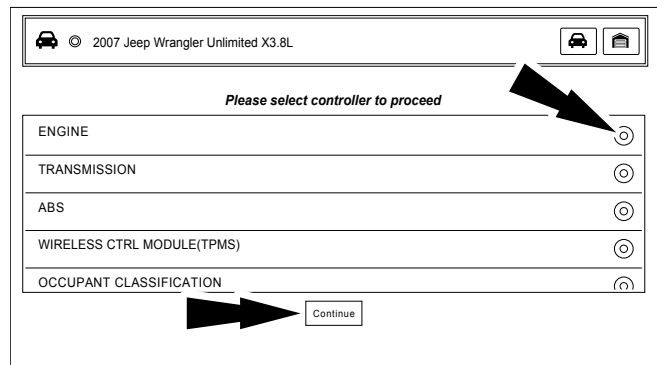 2007 Jeep Wrangler Unlimited X3.8L
Please select controller to proceed
ENGINE
TRANSMISSION
ABS
WIRELESS CTRL MODULE(TPMS)
OCCUPANT CLASSIFICATION
Continue